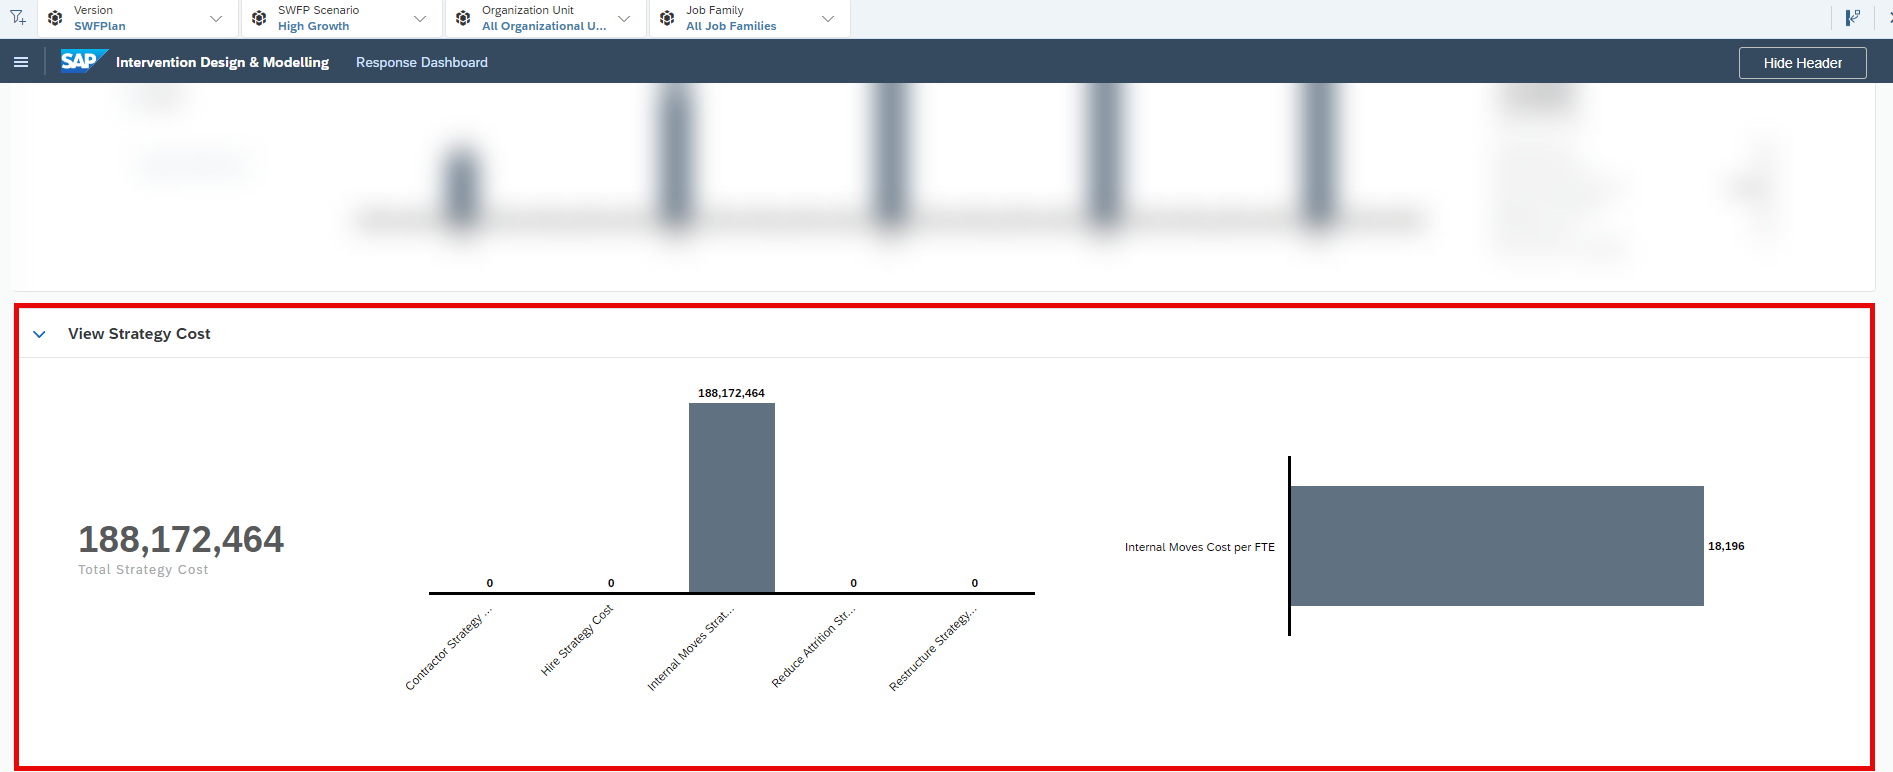 Version
SWFPlan
SWFP Scenario
High Growth
Organization Unit
All Organizational U...
Job Family
All Job Families
SAP
Intervention Design & Modelling
Response Dashboard
Hide Header
View Strategy Cost
188,172,464
Total Strategy Cost
188,172,464
0
0
0
0
Contractor Strategy ...
Hire Strategy Cost
Internal Moves Strat...
Reduce Attrition Str...
Restructure Strategy...
Internal Moves Cost per FTE
18,196